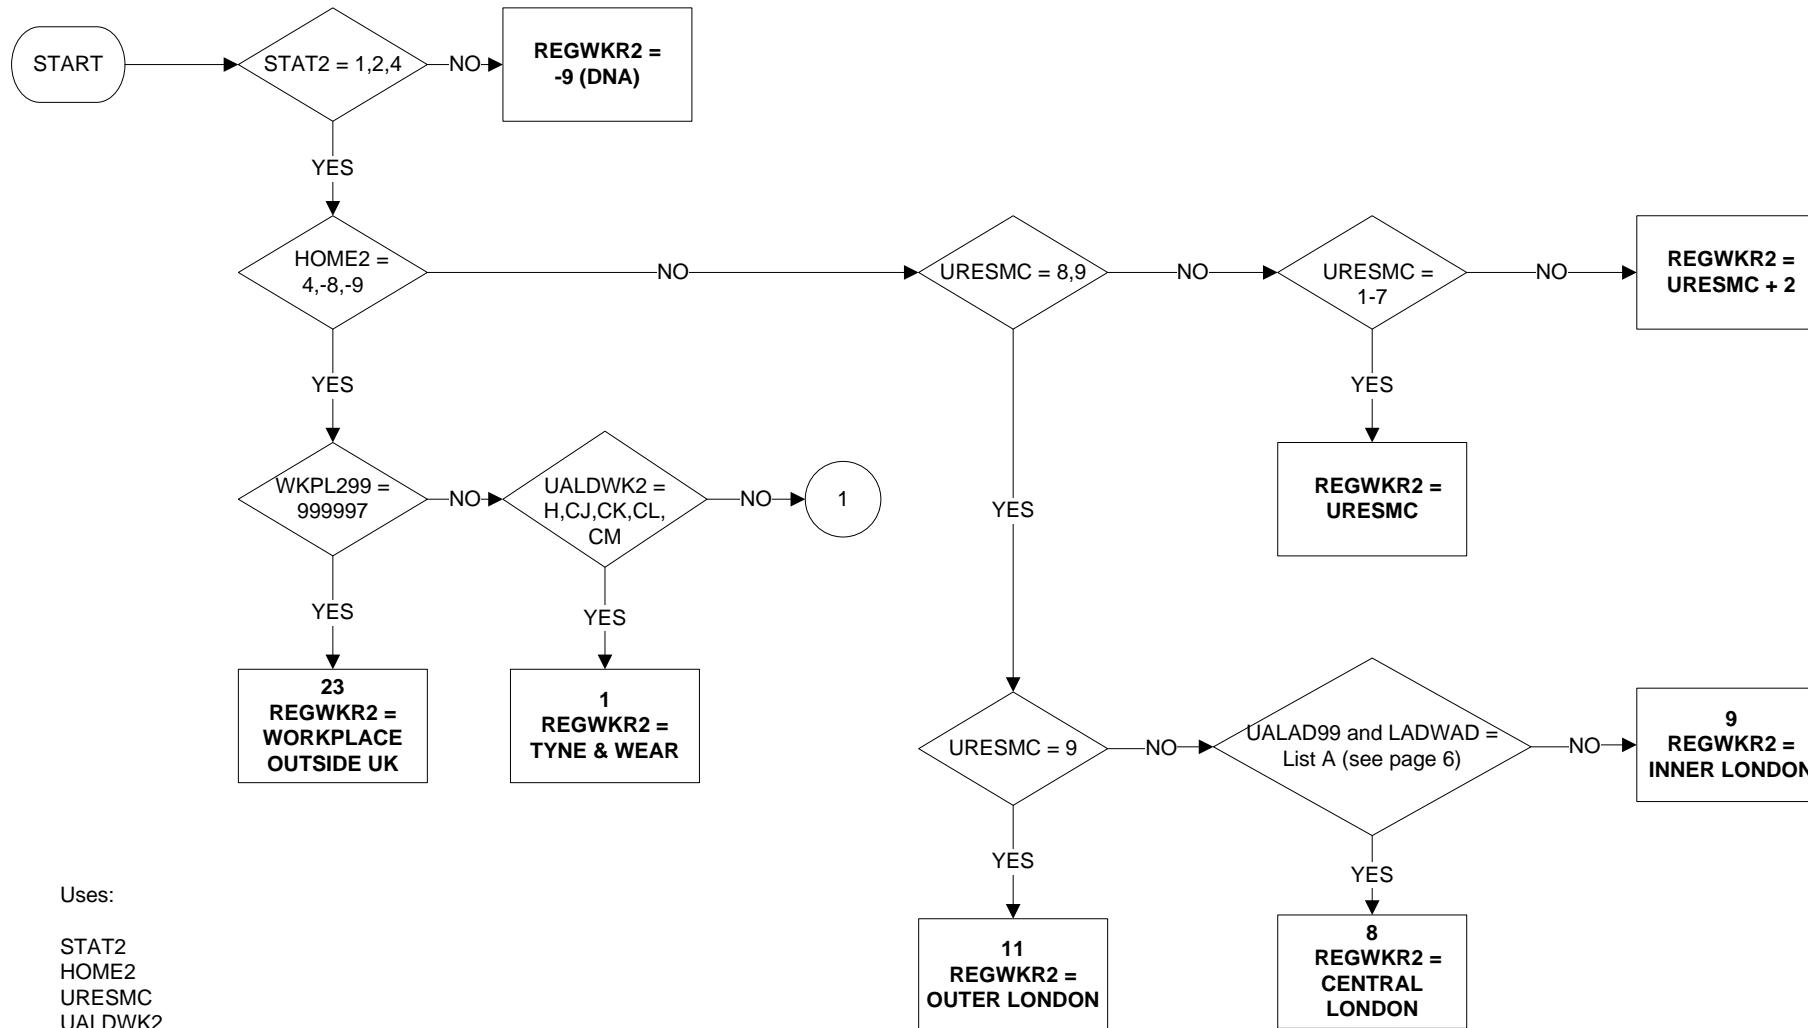 START
STAT2 = 1,2,4
NO
REGWKR2 =
-9 (DNA)
YES
HOME2 =
4,-8,-9
NO
URESMC = 8,9
NO
URESMC =
1-7
NO
REGWKR2 =
URESMC + 2
YES
YES
REGWKR2 =
URESMC
WKPL299 =
999997
NO
UALDWK2 =
H,CJ,CK,CL,
CM
NO
1
YES
YES
YES
23
REGWKR2 =
WORKPLACE
OUTSIDE UK
1
REGWKR2 =
TYNE & WEAR
URESMC = 9
NO
UALAD99 and LADWAD =
List A (see page 6)
NO
9
REGWKR2 =
INNER LONDON
YES
YES
11
REGWKR2 =
OUTER LONDON
8
REGWKR2 =
CENTRAL
LONDON
Uses:
STAT2
HOME2
URESMC
UALDWK2